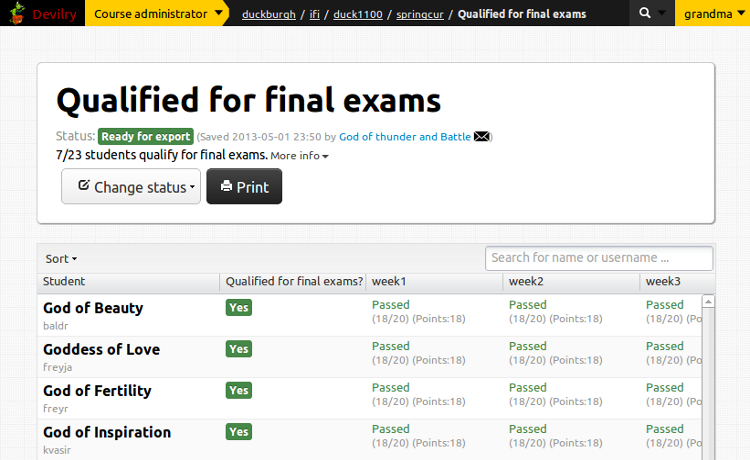 Devilry Course administrator duckburgh / ifi / duck1100 / springcur / Qualified for final exams grandma
Qualified for final exams
Status: Ready for export (Saved 2013-05-01 23:50 by God of thunder and Battle )
7/23 students qualify for final exams. More info
Change status Print
Sort Search for name or username ...
Student Qualified for final exams? week1 week2 week3
God of Beauty Yes Passed Passed Passed
baldr (18/20) (Points:18) (18/20) (Points:18) (18/20) (Po
Goddess of Love Yes Passed Passed Passed
freyja (18/20) (Points:18) (18/20) (Points:18) (18/20) (Po
God of Fertility Yes Passed Passed Passed
freyr (18/20) (Points:18) (18/20) (Points:18) (18/20) (Po
God of Inspiration Yes Passed Passed Passed
kvasir (18/20) (Points:18) (18/20) (Points:18) (18/20) (Po